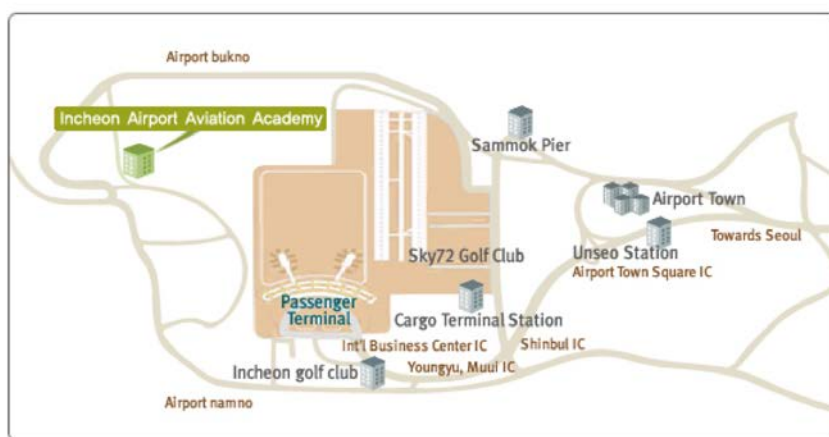 Airport bukno
Incheon Airport Aviation Academy
Sammok Pier
Airport Town
Towards Seoul
Unseo Station
Airport Town Square IC
Sky72 Golf Club
Passenger
Terminal
Cargo Terminal Station
Int'l Business Center IC
Shinbul IC
Youngyu, Muui IC
Incheon golf club
Airport namno